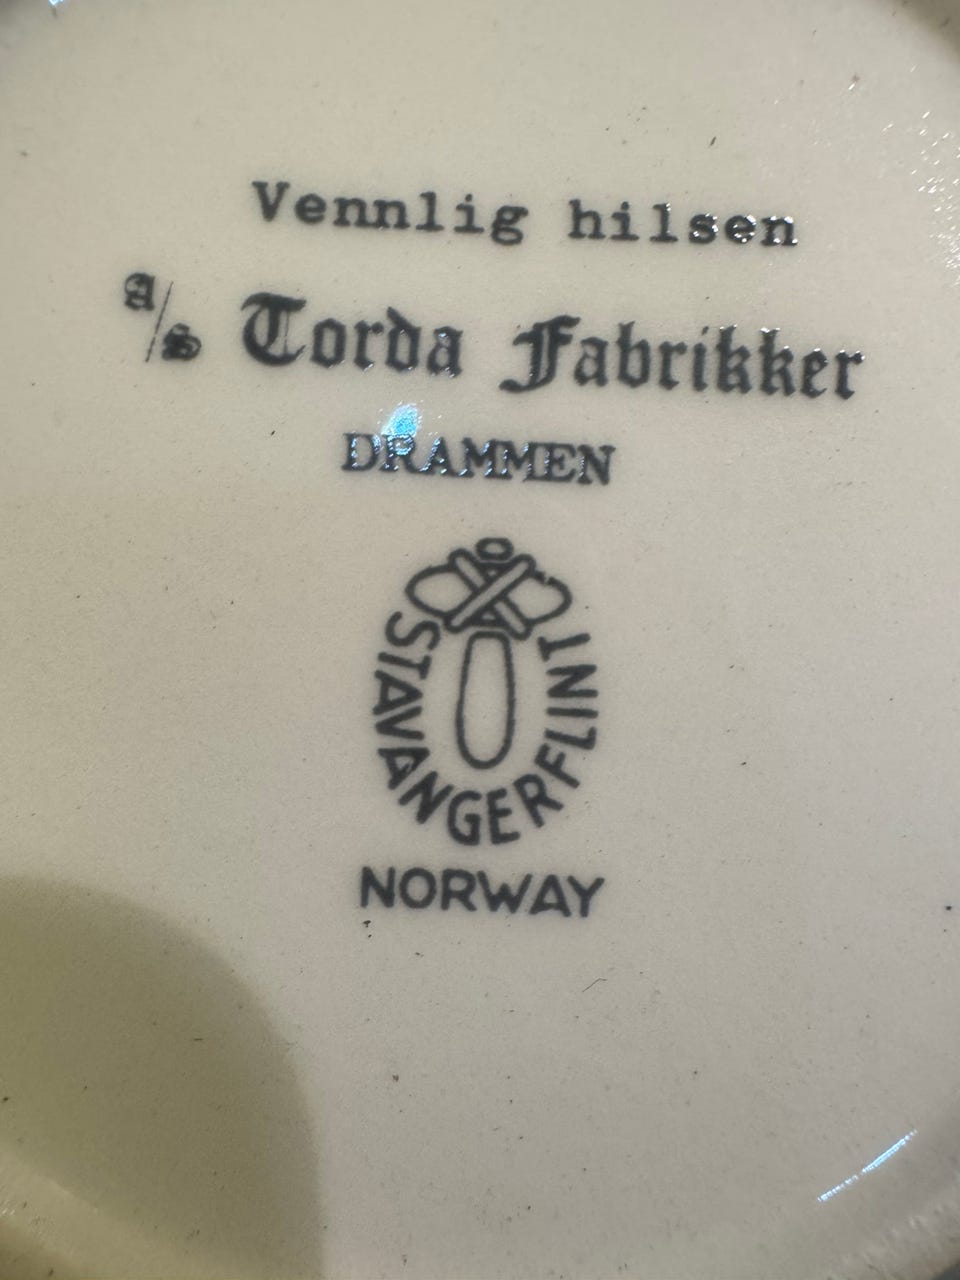 Vennlig hilsen
A/S Torda Fabrikker
DRAMMEN
STAVANGERFLINT
NORWAY